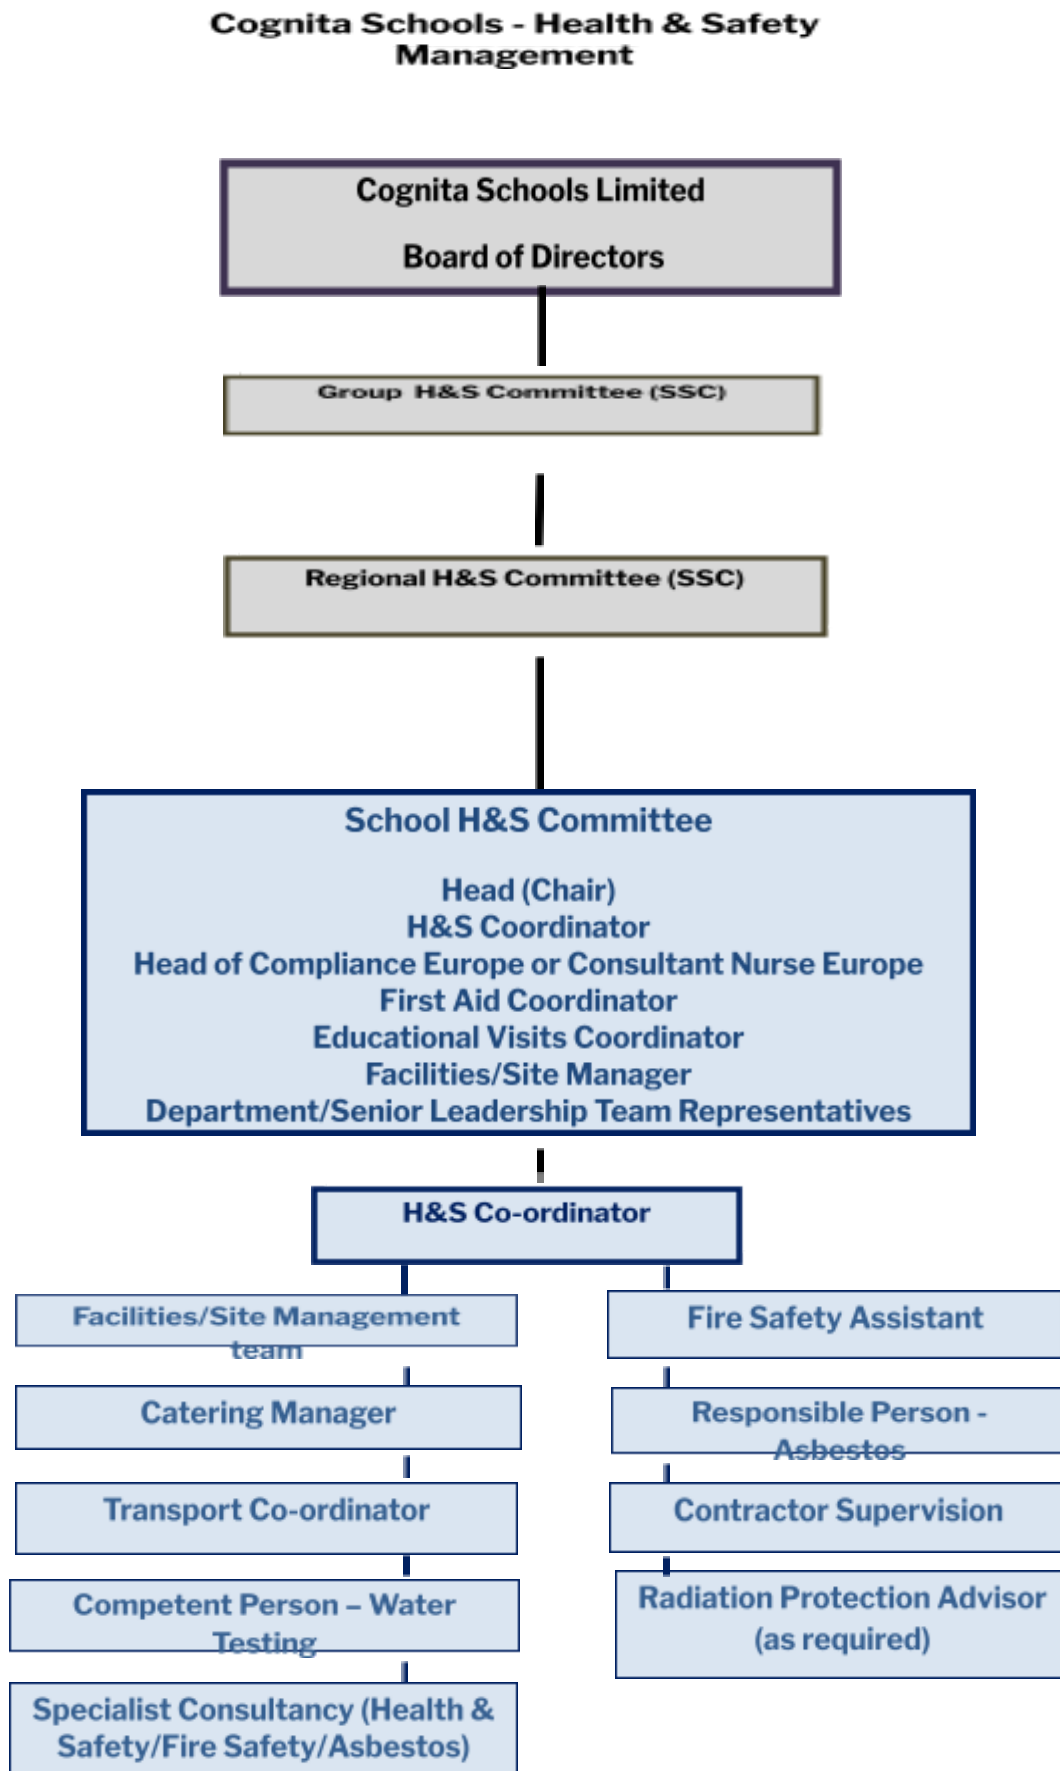 Cognita Schools - Health & Safety
Management
Cognita Schools Limited
Board of Directors
Group H&S Committee (SSC)
Regional H&S Committee (SSC)
School H&S Committee
Head (Chair)
H&S Coordinator
Head of Compliance Europe or Consultant Nurse Europe
First Aid Coordinator
Educational Visits Coordinator
Facilities/Site Manager
Department/Senior Leadership Team Representatives
H&S Co-ordinator
Facilities/Site Management
team
Catering Manager
Transport Co-ordinator
Competent Person – Water
Testing
Specialist Consultancy (Health &
Safety/Fire Safety/Asbestos)
Fire Safety Assistant
Responsible Person -
Asbestos
Contractor Supervision
Radiation Protection Advisor
(as required)